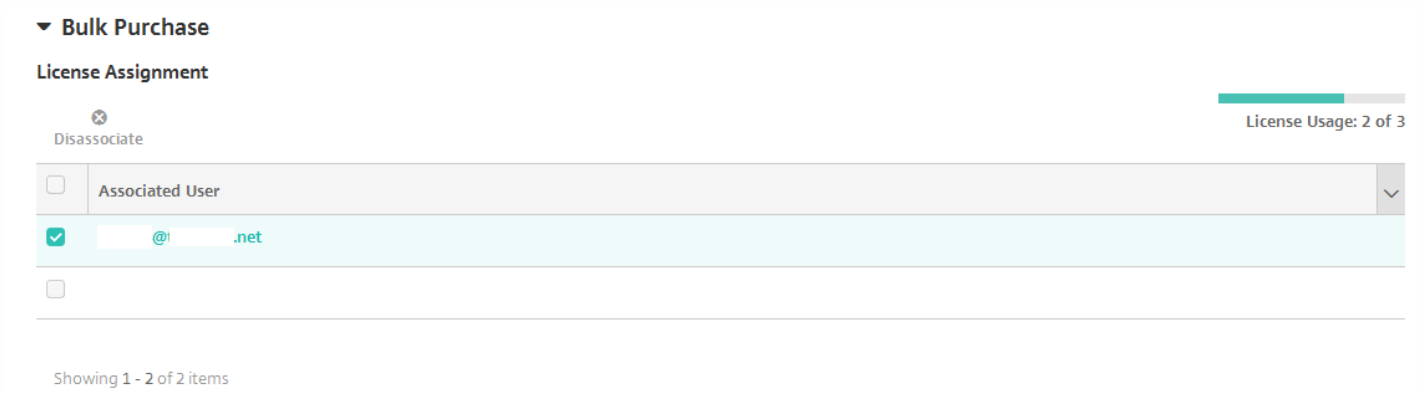 Bulk Purchase
License Assignment
Disassociate
License Usage: 2 of 3
Associated User
@ .net
Showing 1 - 2 of 2 items